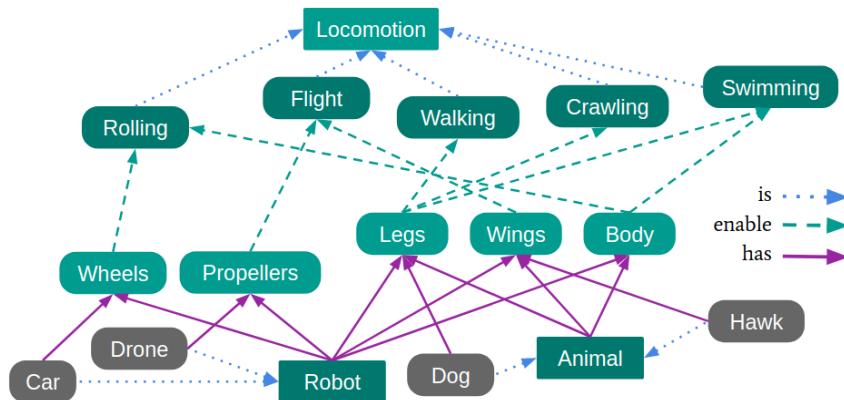 Locomotion
Flight
Swimming
Crawling
Walking
Rolling
is
enable
has
Legs
Wings
Body
Wheels
Propellers
Hawk
Drone
Animal
Car
Robot
Dog